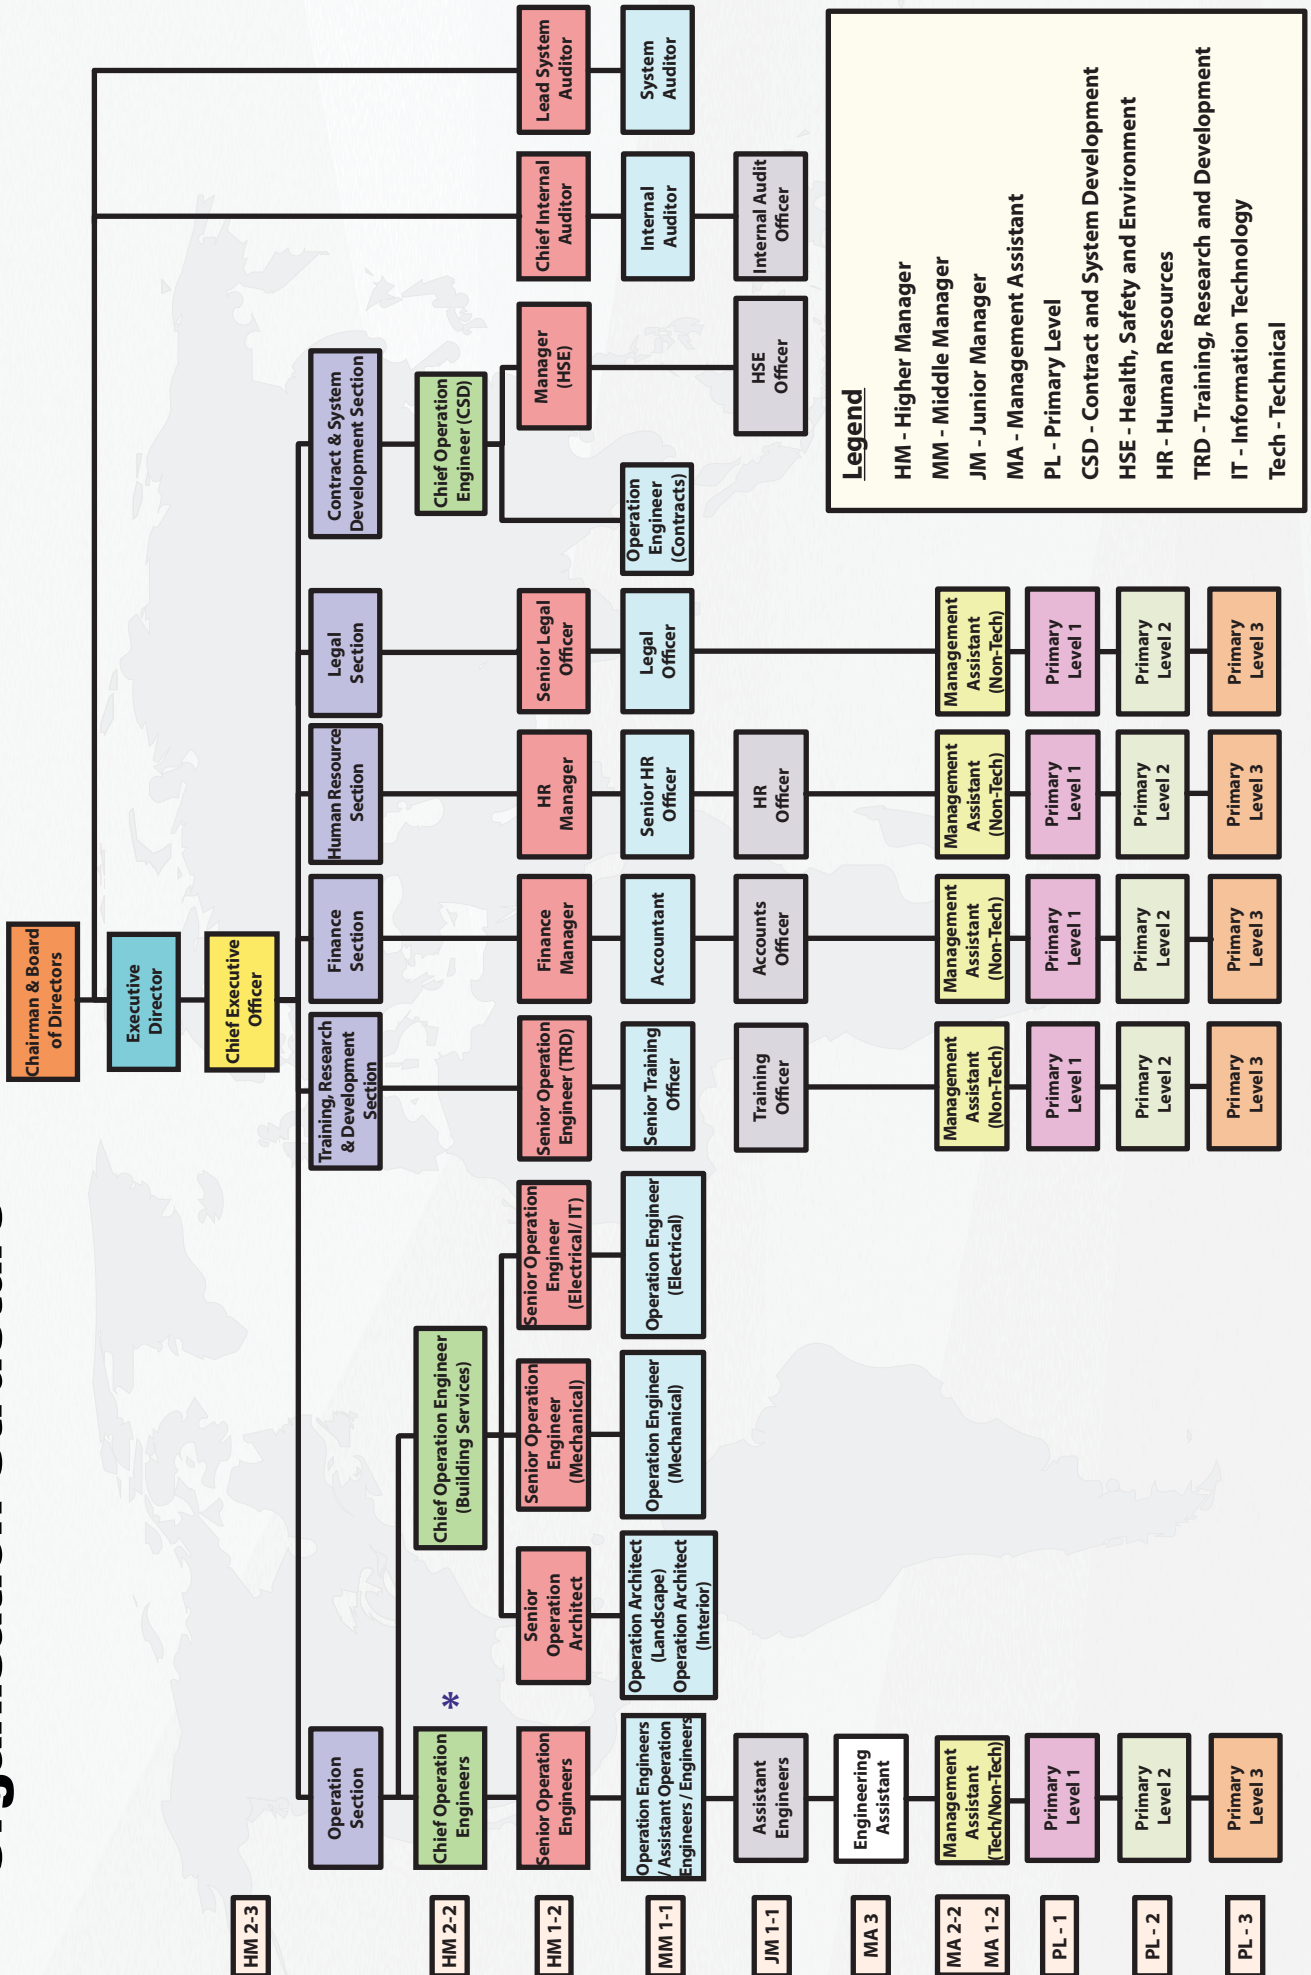 Chairman & Board
of Directors
Executive
Director
Chief Executive
Officer
HM 2-3
Operation
Section
Training, Research
& Development
Section
Finance
Section
Human Resource
Section
Legal
Section
Contract & System
Development Section
HM 2-2
Chief Operation
Engineers
*
Chief Operation Engineer
(Building Services)
Chief Operation
Engineer (CSD)
HM 1-2
Senior Operation
Engineers
Senior
Operation
Architect
Senior Operation
Engineer
(Mechanical)
Senior Operation
Engineer
(Electrical/ IT)
Senior Operation
Engineer (TRD)
Finance
Manager
HR
Manager
Senior Legal
Officer
Manager
(HSE)
Chief Internal
Auditor
Lead System
Auditor
MM 1-1
Operation Engineers
/ Assistant Operation
Engineers / Engineers
Operation Architect
(Landscape)
Operation Architect
(Interior)
Operation Engineer
(Mechanical)
Operation Engineer
(Electrical)
Senior Training
Officer
Accountant
Senior HR
Officer
Legal
Officer
Operation
Engineer
(Contracts)
Internal
Auditor
System
Auditor
JM 1-1
Assistant
Engineers
Training
Officer
Accounts
Officer
HR
Officer
HSE
Officer
Internal Audit
Officer
MA 3
Engineering
Assistant
MA 2-2
MA 1-2
Management
Assistant
(Tech/Non-Tech)
Management
Assistant
(Non-Tech)
Management
Assistant
(Non-Tech)
Management
Assistant
(Non-Tech)
Management
Assistant
(Non-Tech)
PL - 1
Primary
Level 1
Primary
Level 1
Primary
Level 1
Primary
Level 1
Primary
Level 1
PL - 2
Primary
Level 2
Primary
Level 2
Primary
Level 2
Primary
Level 2
Primary
Level 2
PL - 3
Primary
Level 3
Primary
Level 3
Primary
Level 3
Primary
Level 3
Primary
Level 3
Legend
HM - Higher Manager
MM - Middle Manager
JM - Junior Manager
MA - Management Assistant
PL - Primary Level
CSD - Contract and System Development
HSE - Health, Safety and Environment
HR - Human Resources
TRD - Training, Research and Development
IT - Information Technology
Tech - Technical